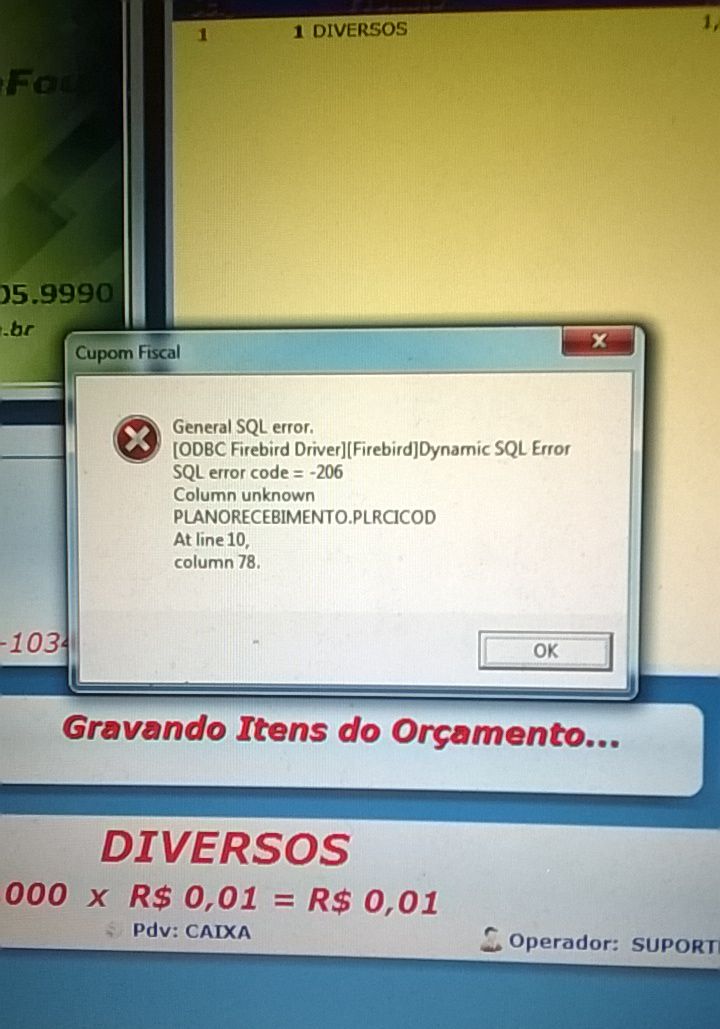 1 1 DIVERSOS 1,
05.9990
.br
Cupom Fiscal
General SQL error.
[ODBC Firebird Driver][Firebird]Dynamic SQL Error
SQL error code = -206
Column unknown
PLANORECEBIMENTO.PLRCICOD
At line 10,
column 78.
OK
-1034
Gravando Itens do Orçamento...
DIVERSOS
.000 x R$ 0,01 = R$ 0,01
Pdv: CAIXA
Operador: SUPORT